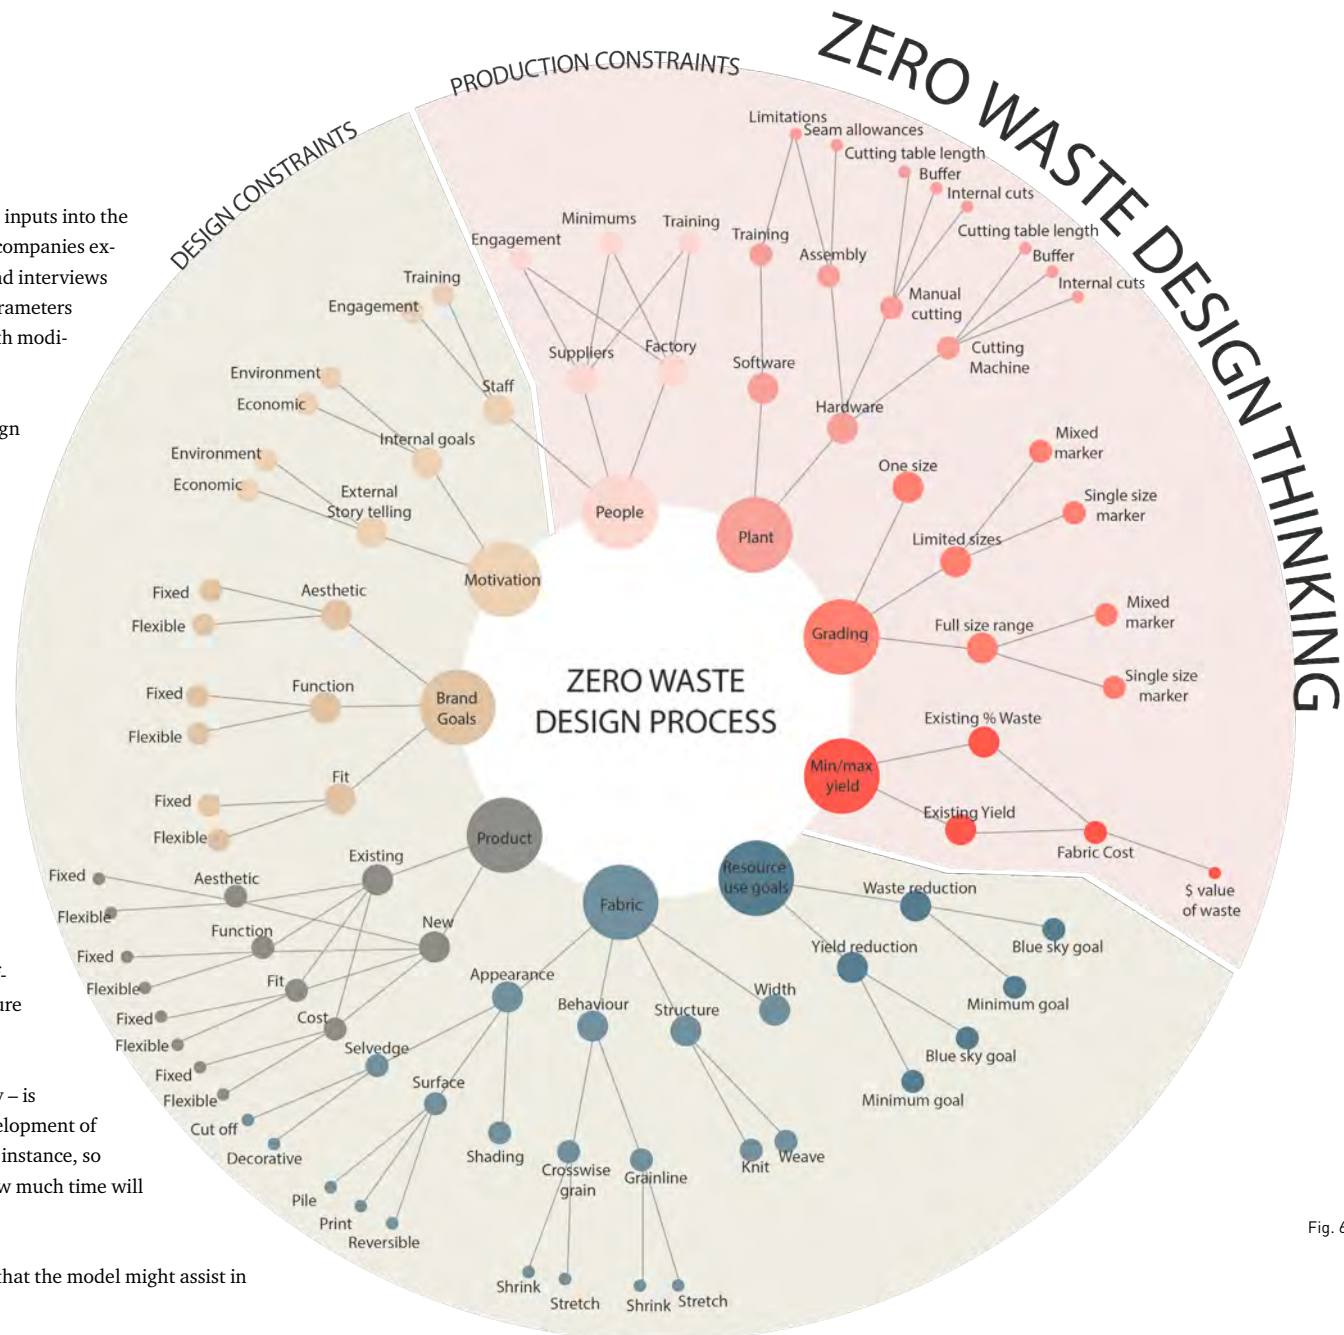 inputs into the
companies ex-
nd interviews
rameters
th modi-
ign
f-
ure
y – is
elopment of
instance, so
w much time will
that the model might assist in
Fig. 6
ZERO WASTE DESIGN THINKING
PRODUCTION CONSTRAINTS
DESIGN CONSTRAINTS
ZERO WASTE
DESIGN PROCESS
People
Suppliers
Factory
Engagement
Minimums
Training
Plant
Software
Training
Limitations
Hardware
Assembly
Seam allowances
Manual
cutting
Cutting table length
Buffer
Internal cuts
Cutting
Machine
Cutting table length
Buffer
Internal cuts
Grading
One size
Limited sizes
Mixed
marker
Single size
marker
Full size range
Mixed
marker
Single size
marker
Min/max
yield
Existing % Waste
Existing Yield
Fabric Cost
$ value
of waste
Resource
use goals
Waste reduction
Blue sky goal
Minimum goal
Yield reduction
Blue sky goal
Minimum goal
Fabric
Width
Structure
Knit
Weave
Behaviour
Crosswise
grain
Shrink
Stretch
Grainline
Shrink
Stretch
Appearance
Shading
Surface
Pile
Print
Reversible
Selvedge
Cut off
Decorative
Product
Existing
New
Aesthetic
Fixed
Flexible
Function
Fixed
Flexible
Fit
Fixed
Flexible
Cost
Fixed
Flexible
Brand
Goals
Aesthetic
Fixed
Flexible
Function
Fixed
Flexible
Fit
Fixed
Flexible
Motivation
External
Story telling
Environment
Economic
Internal goals
Environment
Economic
Staff
Training
Engagement